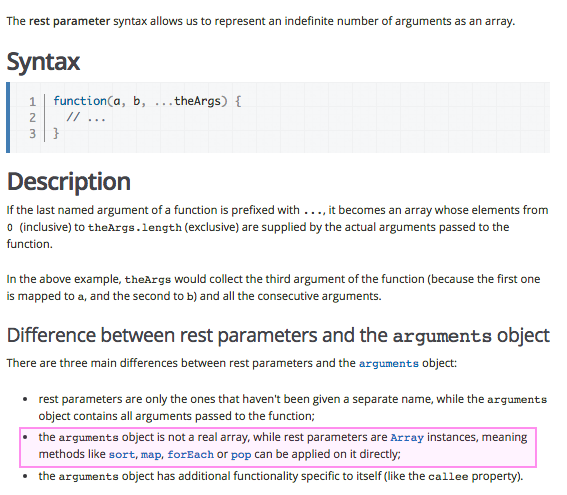 The rest parameter syntax allows us to represent an indefinite number of arguments as an array.
Syntax
1 function(a, b, ...theArgs) {
2   // ...
3 }
Description
If the last named argument of a function is prefixed with ..., it becomes an array whose elements from
0 (inclusive) to theArgs.length (exclusive) are supplied by the actual arguments passed to the
function.
In the above example, theArgs would collect the third argument of the function (because the first one
is mapped to a, and the second to b) and all the consecutive arguments.
Difference between rest parameters and the arguments object
There are three main differences between rest parameters and the arguments object:
• rest parameters are only the ones that haven't been given a separate name, while the arguments
object contains all arguments passed to the function;
• the arguments object is not a real array, while rest parameters are Array instances, meaning
methods like sort, map, forEach or pop can be applied on it directly;
• the arguments object has additional functionality specific to itself (like the callee property).